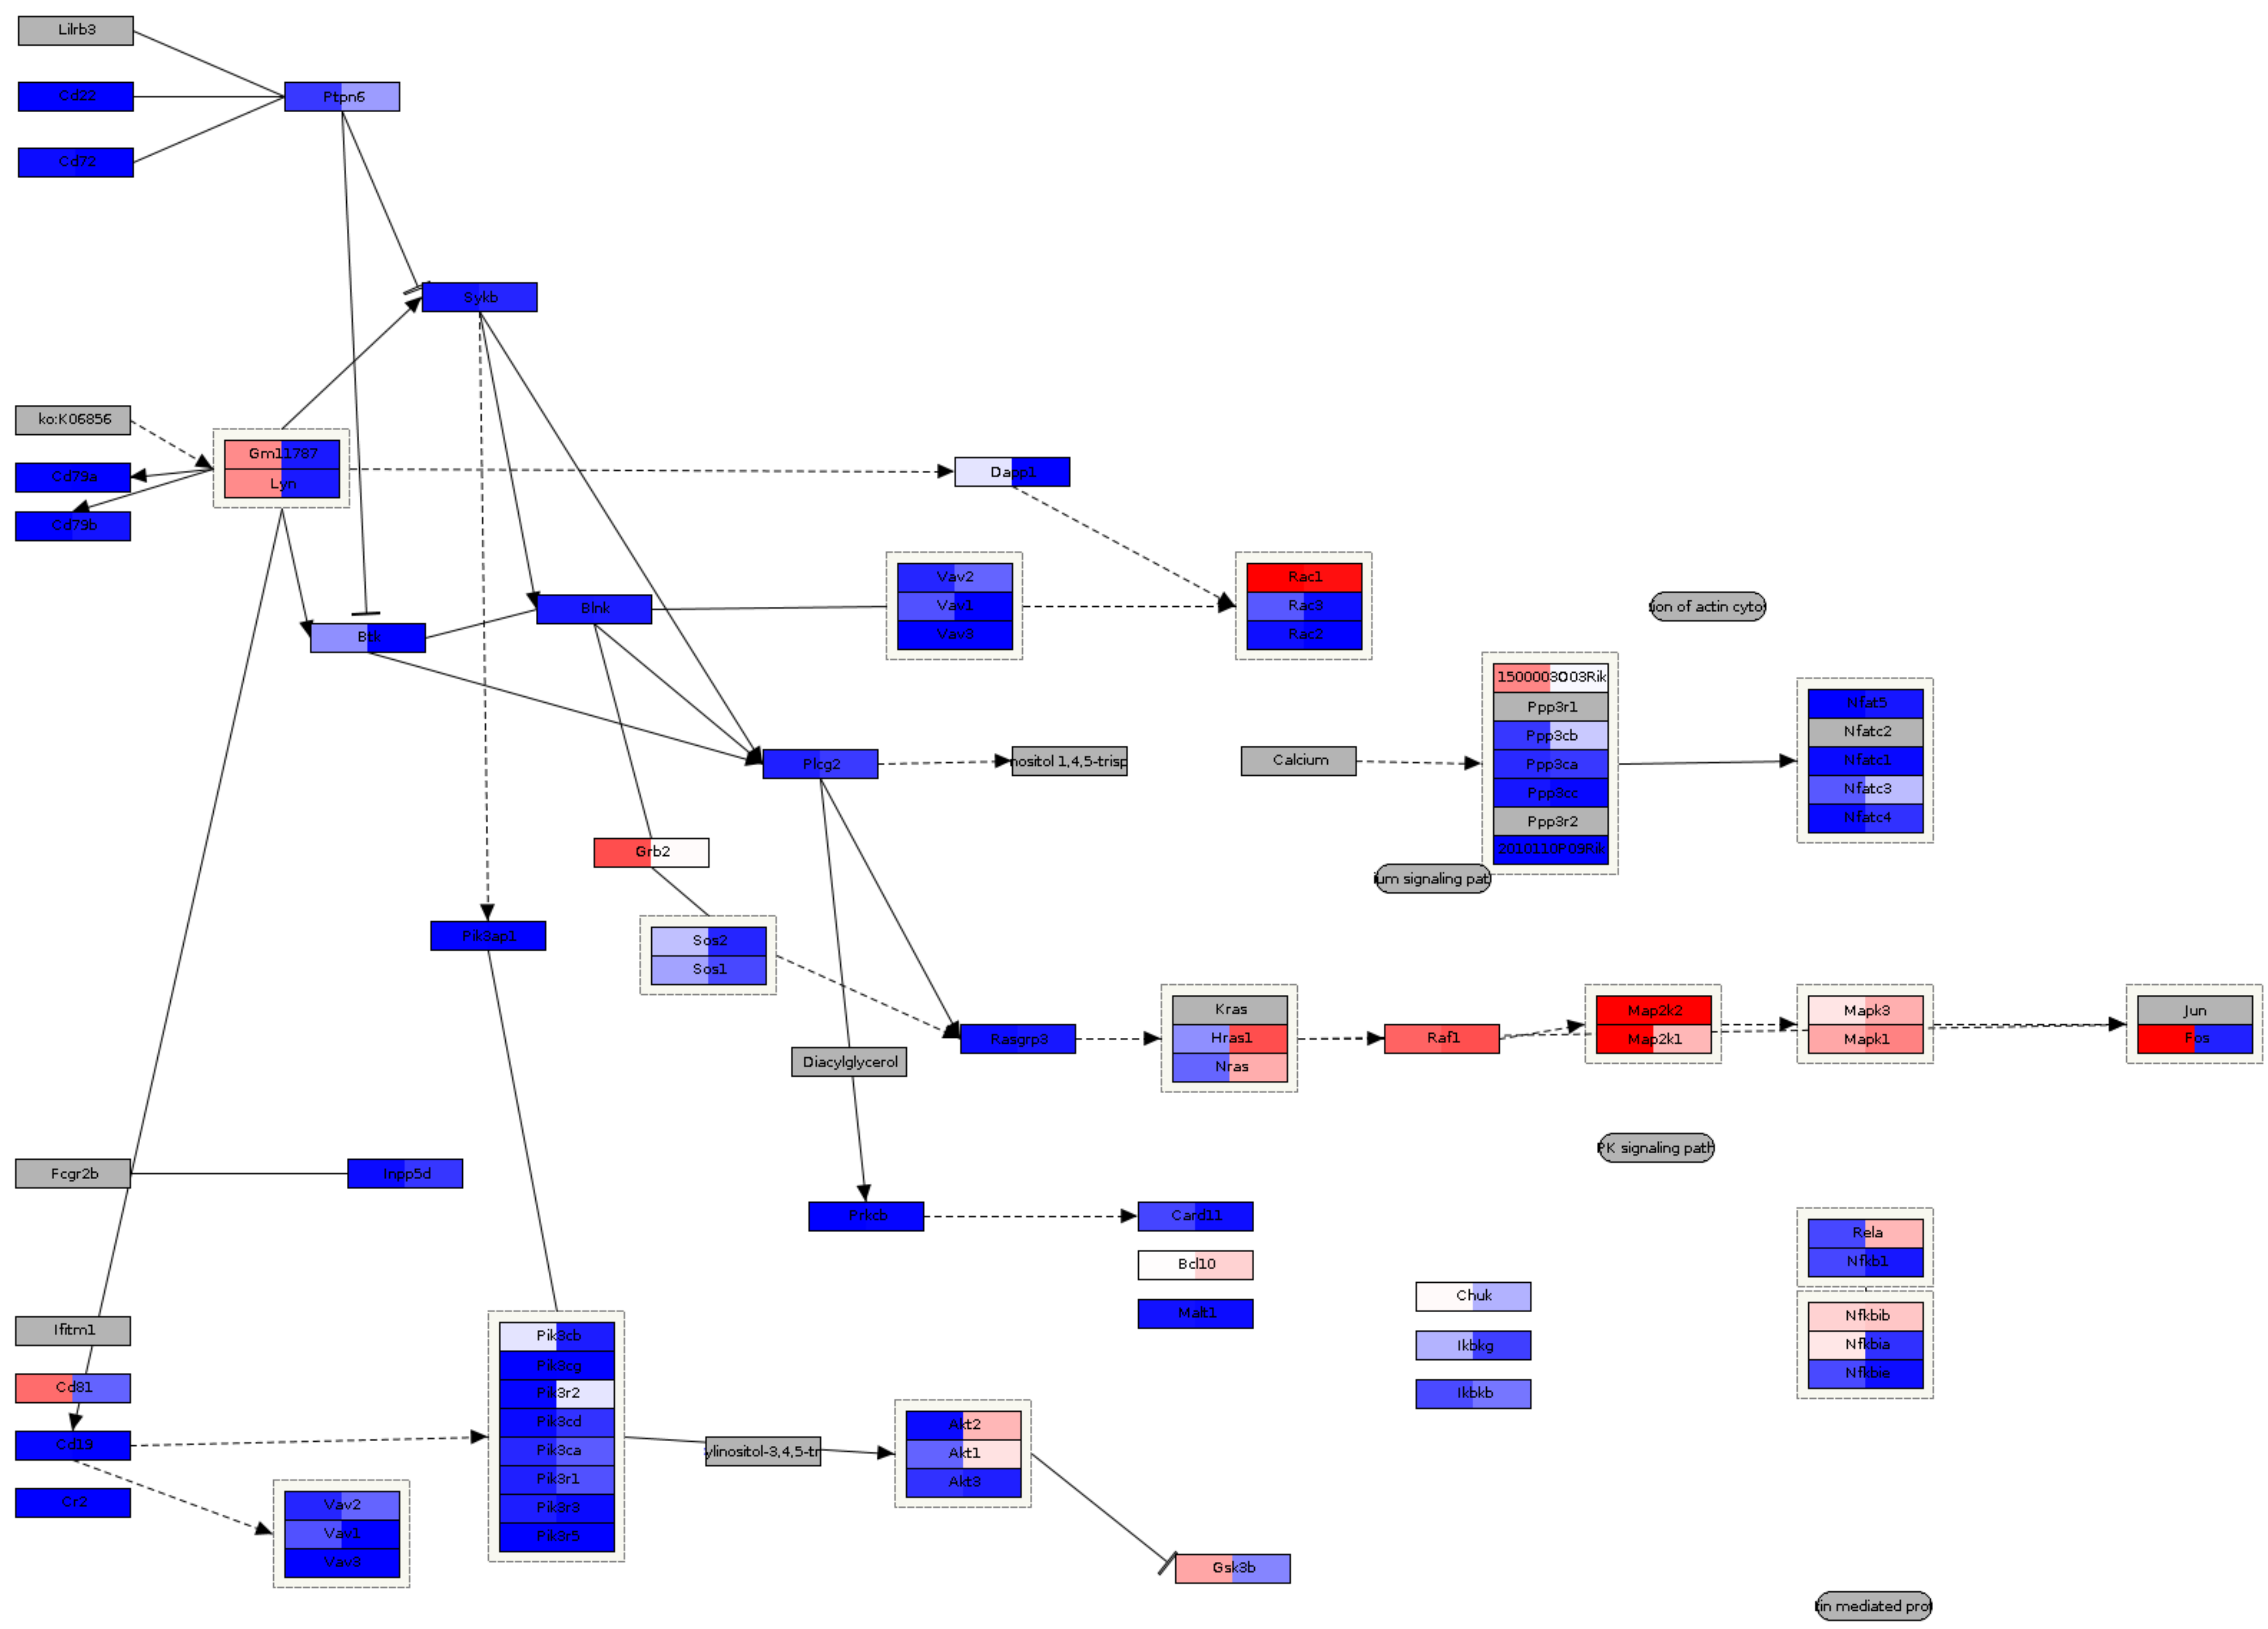 Lilrb3
Cd22
Ptpn6
Cd72
Sykb
ko:K06856
Gm11787
Lyn
Cd79a
Cd79b
Dapp1
Btk
Blnk
Vav2
Vav1
Vav3
Rac1
Rac3
Rac2
ion of actin cyto
1500003O03Rik
Ppp3r1
Ppp3cb
Ppp3ca
Ppp3cc
Ppp3r2
2010110P09Rik
Nfat5
Nfatc2
Nfatc1
Nfatc3
Nfatc4
Plcg2
nositol 1,4,5-trisp
Calcium
um signaling pat
Grb2
Pik3ap1
Sos2
Sos1
Rasgrp3
Diacylglycerol
Kras
Hras1
Nras
Raf1
Map2k2
Map2k1
Mapk3
Mapk1
Jun
Fos
PK signaling path
Fcgr2b
Inpp5d
Prkcb
Card11
Bcl10
Malt1
Chuk
Ikbkg
Ikbkb
Rela
Nfkb1
Nfkbib
Nfkbia
Nfkbie
Ifitm1
Cd81
Cd19
Cr2
Vav2
Vav1
Vav3
Pik3cb
Pik3cg
Pik3r2
Pik3cd
Pik3ca
Pik3r1
Pik3r3
Pik3r5
ylinositol-3,4,5-tr
Akt2
Akt1
Akt3
Gsk3b
tin mediated prot